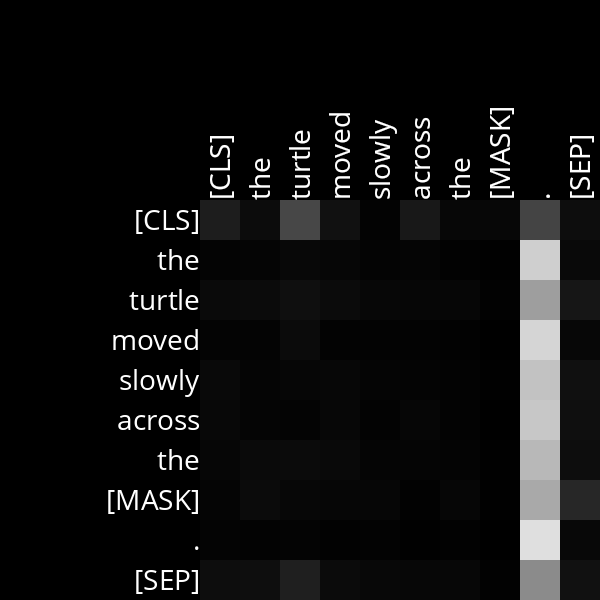 [CLS] the turtle moved slowly across the [MASK] . [SEP]
[CLS]
the
turtle
moved
slowly
across
the
[MASK]
.
[SEP]